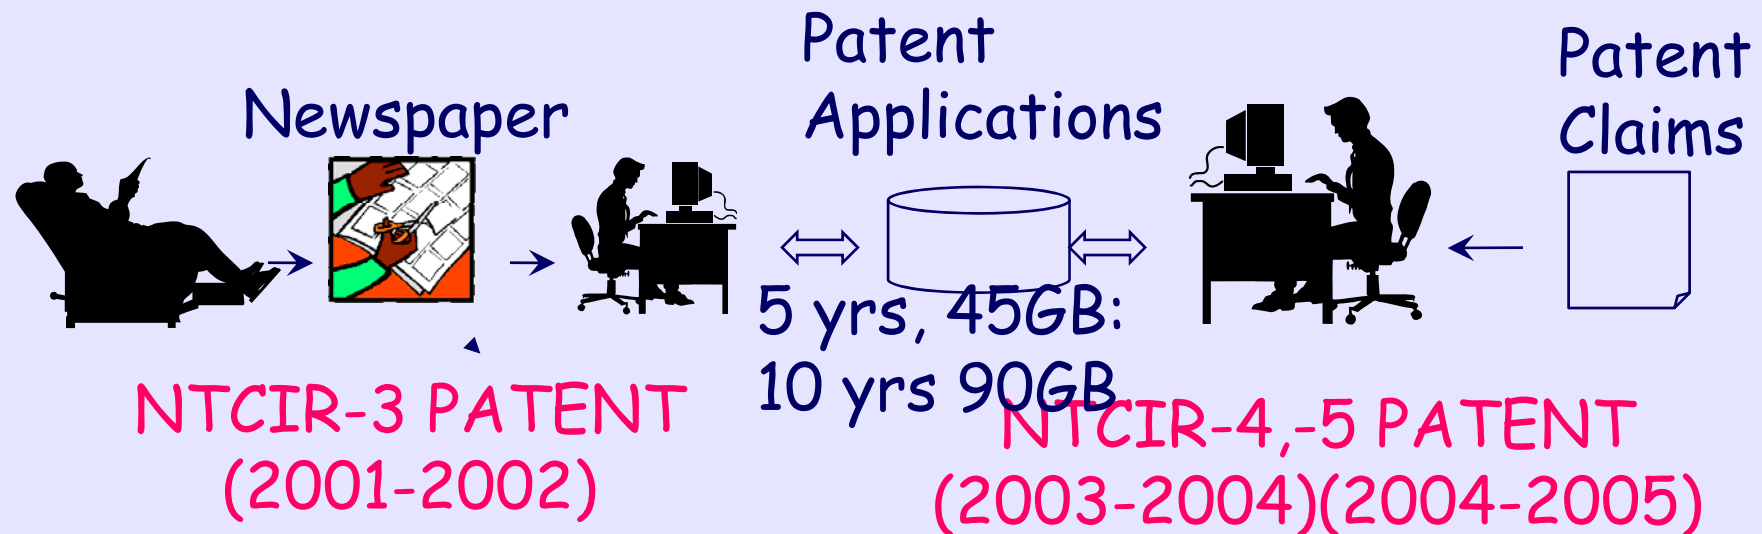 Newspaper
Patent
Applications
Patent
Claims
5 yrs, 45GB:
10 yrs 90GB
NTCIR-3 PATENT
(2001-2002)
NTCIR-4,-5 PATENT
(2003-2004)(2004-2005)